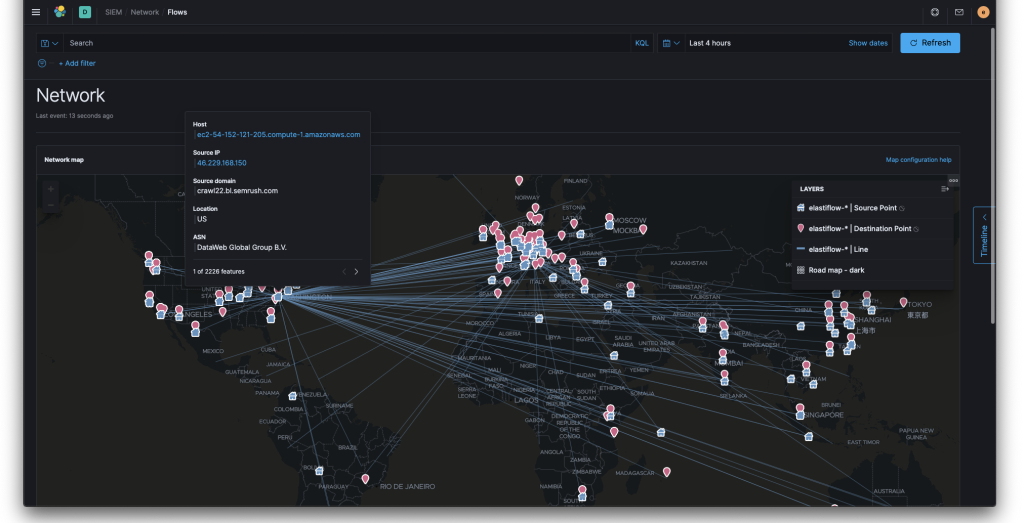 D SIEM / Network / Flows e
Search KQL Last 4 hours Show dates Refresh
+ Add filter
Network
Last event: 13 seconds ago
Host
ec2-54-152-121-205.compute-1.amazonaws.com
Source IP
46.229.168.150
Source domain
crawl22.bl.semrush.com
Location
US
ASN
DataWeb Global Group B.V.
1 of 2226 features
Network map
Map configuration help
LAYERS
elastiflow-* | Source Point
elastiflow-* | Destination Point
elastiflow-* | Line
Road map - dark
Timeline
FINLAND
NORWAY
ESTONIA
LATVIA
MOSCOW
МОСКВА
UKRAINE
KAZAKHSTAN
UZBEKISTAN
TAJIKISTAN
ITALY
GREECE
TURKEY
AFGHANISTAN
IRAN
CHINA
NEPAL
BANGLADESH
TOKYO
東京都
SHANGHAI
上海市
MOROCCO
TUNISIA
ISRAEL
ALGERIA
LIBYA
EGYPT
SAUDI
ARABIA
UNITED ARAB
EMIRATES
MUMBAI
LAOS
VIETNAM
MEXICO
CUBA
JAMAICA
GUATEMALA
NICARAGUA
PANAMA
VENEZUELA
COLOMBIA
SURINAME
ECUADOR
PERU
BRAZIL
PARAGUAY
RIO DE JANEIRO
MAURITANIA
MALI
NIGER
CHAD
SUDAN
ERITREA
YEMEN
SENEGAL
BURKINA
FASO
SIERRA
LEONE
NIGERIA
LAGOS
CENTRAL
AFRICAN
REPUBLIC
SOUTH
SUDAN
ETHIOPIA
SOMALIA
SRI LANKA
GABON
DEMOCRATIC
REPUBLIC
OF THE
CONGO
ANGOLA
ZAMBIA
ZIMBABWE
MADAGASCAR
NAMIBIA
SOUTH
BRUNEI
SINGAPORE
EAST TIMOR
PAPUA NEW
GUINEA
AUSTRALIA